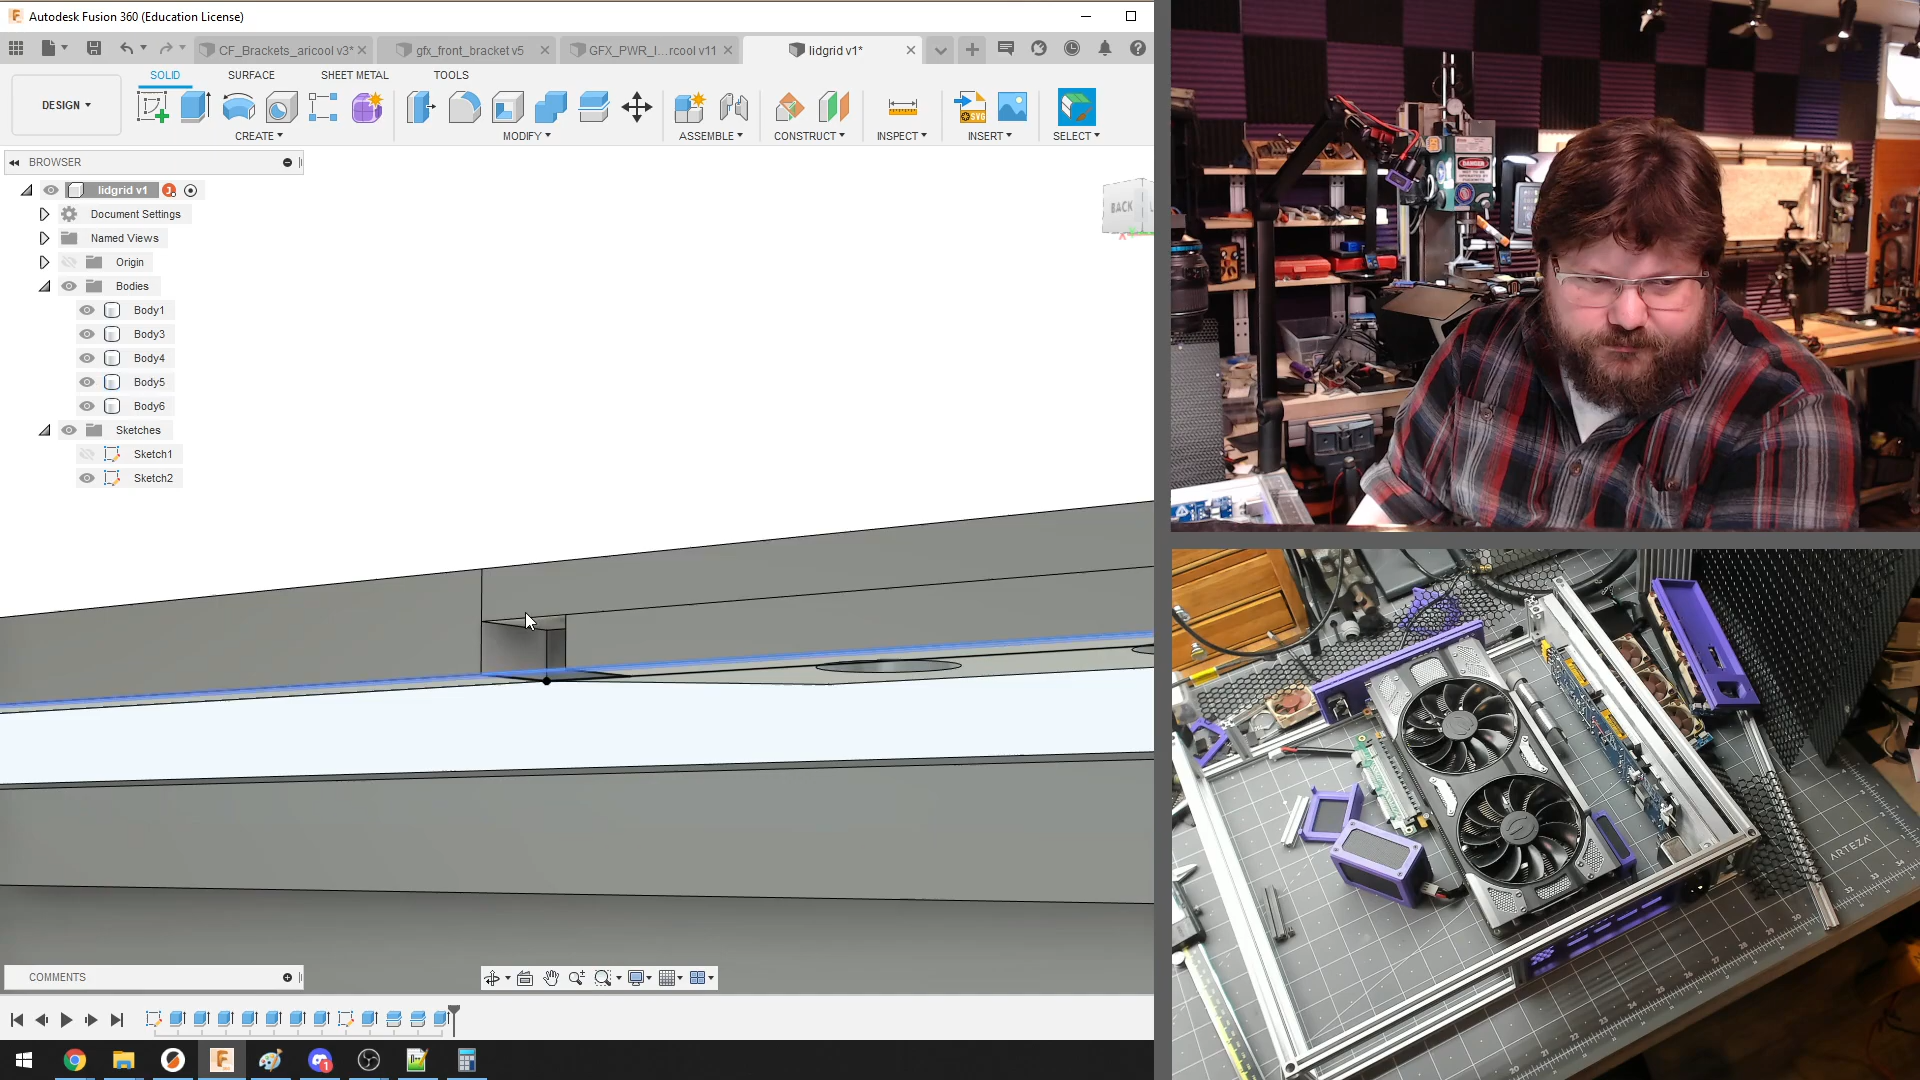 Autodesk Fusion 360 (Education License)
CF_Brackets_aricool v3*
gfx_front_bracket v5
GFX_PWR_I...rcool v11
lidgrid v1*
DESIGN
SOLID
SURFACE
SHEET METAL
TOOLS
CREATE
MODIFY
ASSEMBLE
CONSTRUCT
INSPECT
INSERT
SELECT
BROWSER
lidgrid v1
Document Settings
Named Views
Origin
Bodies
Body1
Body3
Body4
Body5
Body6
Sketches
Sketch1
Sketch2
BACK
COMMENTS
DANGER
ARTEZA